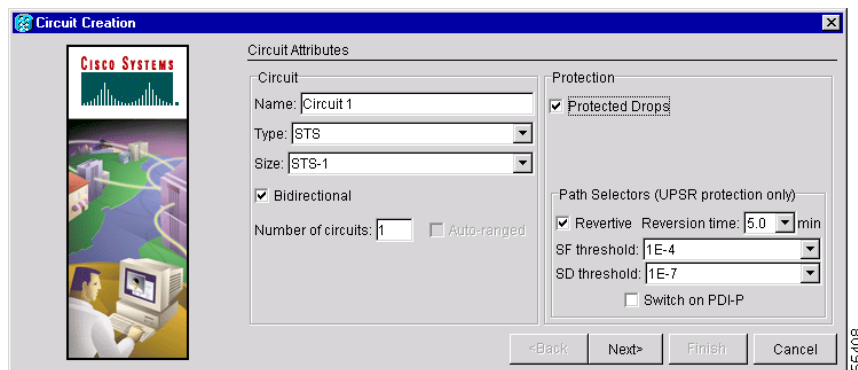 Circuit Creation
CISCO SYSTEMS
Circuit Attributes
Circuit
Name: Circuit 1
Type: STS
Size: STS-1
Bidirectional
Number of circuits: 1 Auto-ranged
Protection
Protected Drops
Path Selectors (UPSR protection only)
Revertive Reversion time: 5.0 min
SF threshold: 1E-4
SD threshold: 1E-7
Switch on PDI-P
<Back Next> Finish Cancel
55408